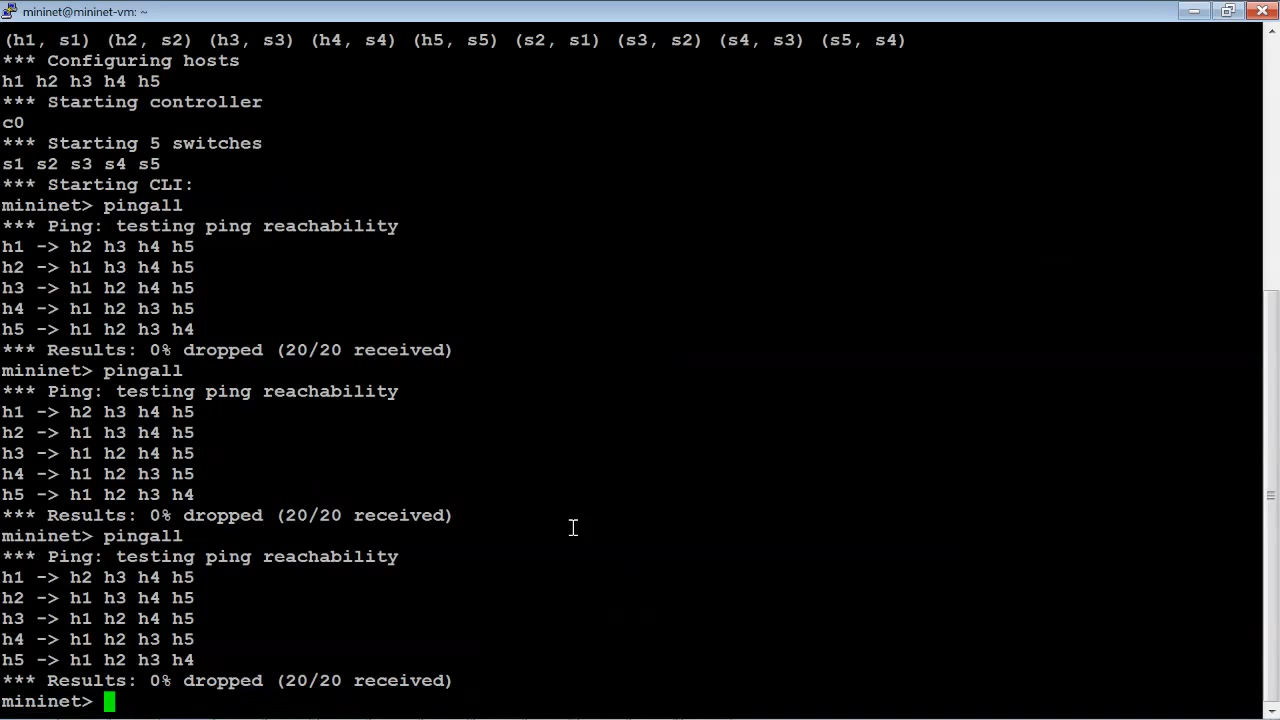 mininet@mininet-vm: ~
(h1, s1) (h2, s2) (h3, s3) (h4, s4) (h5, s5) (s2, s1) (s3, s2) (s4, s3) (s5, s4)
*** Configuring hosts
h1 h2 h3 h4 h5
*** Starting controller
c0
*** Starting 5 switches
s1 s2 s3 s4 s5
*** Starting CLI:
mininet> pingall
*** Ping: testing ping reachability
h1 -> h2 h3 h4 h5
h2 -> h1 h3 h4 h5
h3 -> h1 h2 h4 h5
h4 -> h1 h2 h3 h5
h5 -> h1 h2 h3 h4
*** Results: 0% dropped (20/20 received)
mininet> pingall
*** Ping: testing ping reachability
h1 -> h2 h3 h4 h5
h2 -> h1 h3 h4 h5
h3 -> h1 h2 h4 h5
h4 -> h1 h2 h3 h5
h5 -> h1 h2 h3 h4
*** Results: 0% dropped (20/20 received)
mininet> pingall
*** Ping: testing ping reachability
h1 -> h2 h3 h4 h5
h2 -> h1 h3 h4 h5
h3 -> h1 h2 h4 h5
h4 -> h1 h2 h3 h5
h5 -> h1 h2 h3 h4
*** Results: 0% dropped (20/20 received)
mininet>